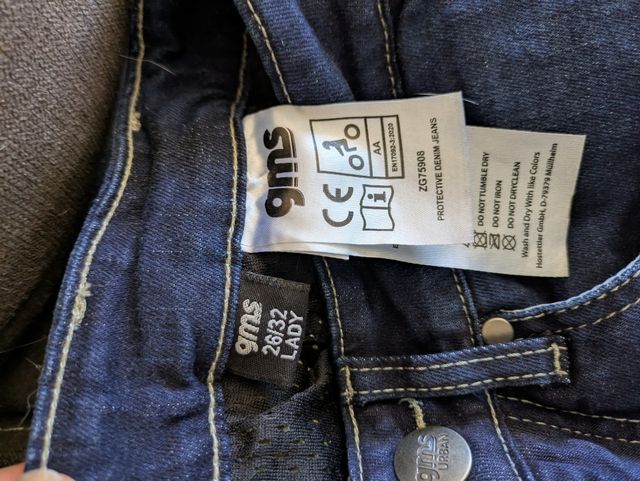 gms
AA
EN17092-3:2020
CE
i
ZG75908
PROTECTIVE DENIM JEANS
DO NOT TUMBLE DRY
DO NOT IRON
DO NOT DRYCLEAN
Wash and Dry With like Colors
Hostettler GmbH, D-79379 Müllheim
gms
26/32
LADY
gms
URBAN